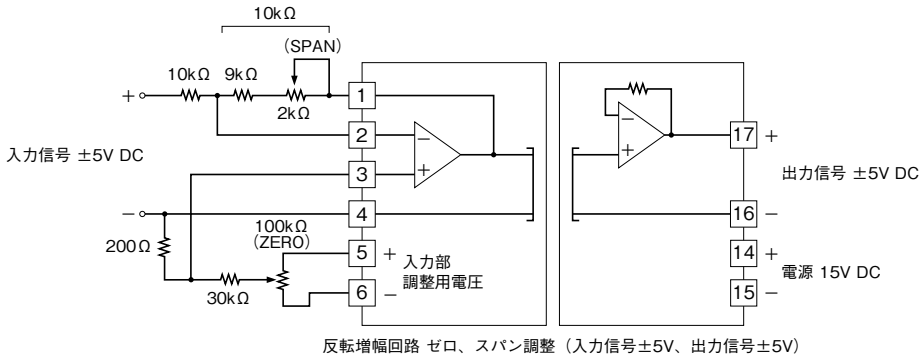 10kΩ
(SPAN)
10kΩ 9kΩ
2kΩ
+
入力信号 ±5V DC
−
200Ω
30kΩ
100kΩ
(ZERO)
1
2
3
4
5 +
6 −
入力部
調整用電圧
−
+
−
+
17 +
出力信号 ±5V DC
16 −
14 +
電源 15V DC
15 −
反転増幅回路 ゼロ、スパン調整（入力信号±5V、出力信号±5V）